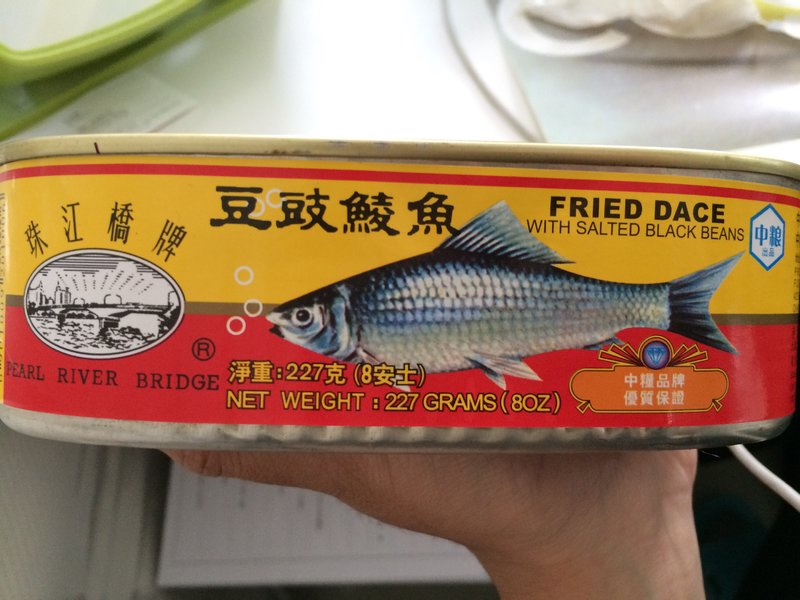 珠江橋牌
豆豉鯪魚
FRIED DACE
WITH SALTED BLACK BEANS
中粮
出品
®
PEARL RIVER BRIDGE
淨重:227克 (8安士)
NET WEIGHT : 227 GRAMS (8OZ)
中糧品牌
優質保證